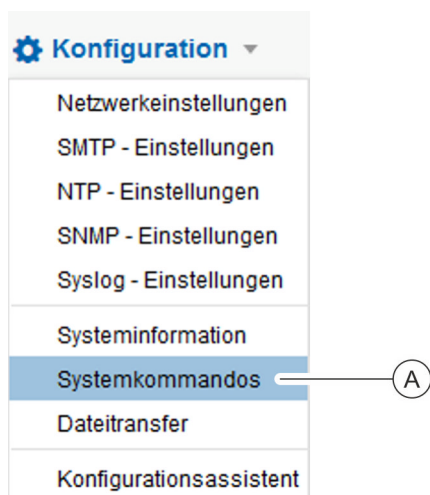 Konfiguration
Netzwerkeinstellungen
SMTP - Einstellungen
NTP - Einstellungen
SNMP - Einstellungen
Syslog - Einstellungen
Systeminformation
Systemkommandos A
Dateitransfer
Konfigurationsassistent